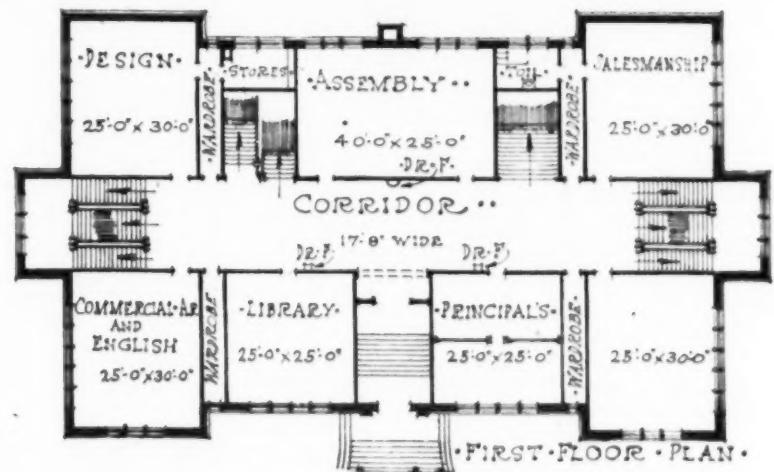 ·DESIGN·
25'-0" x 30'-0"
·WARDROBE·
·STORES·
·ASSEMBLY··
40'-0" x 25'-0"
·DR·F·
·TOIL·
WARDROBE
SALESMANSHIP
25'-0" x 30'-0
CORRIDOR··
17'-8" WIDE
DR·F·
DR·F·
COMMERCIAL·AR
AND
ENGLISH
25'-0" x 30'-0"
WARDROBE
·LIBRARY·
25'-0" x 25'-0"
·PRINCIPAL'S·
25'-0" x 25'-0"
WARDROBE
25'-0" x 30'-0"
·FIRST·FLOOR·PLAN·